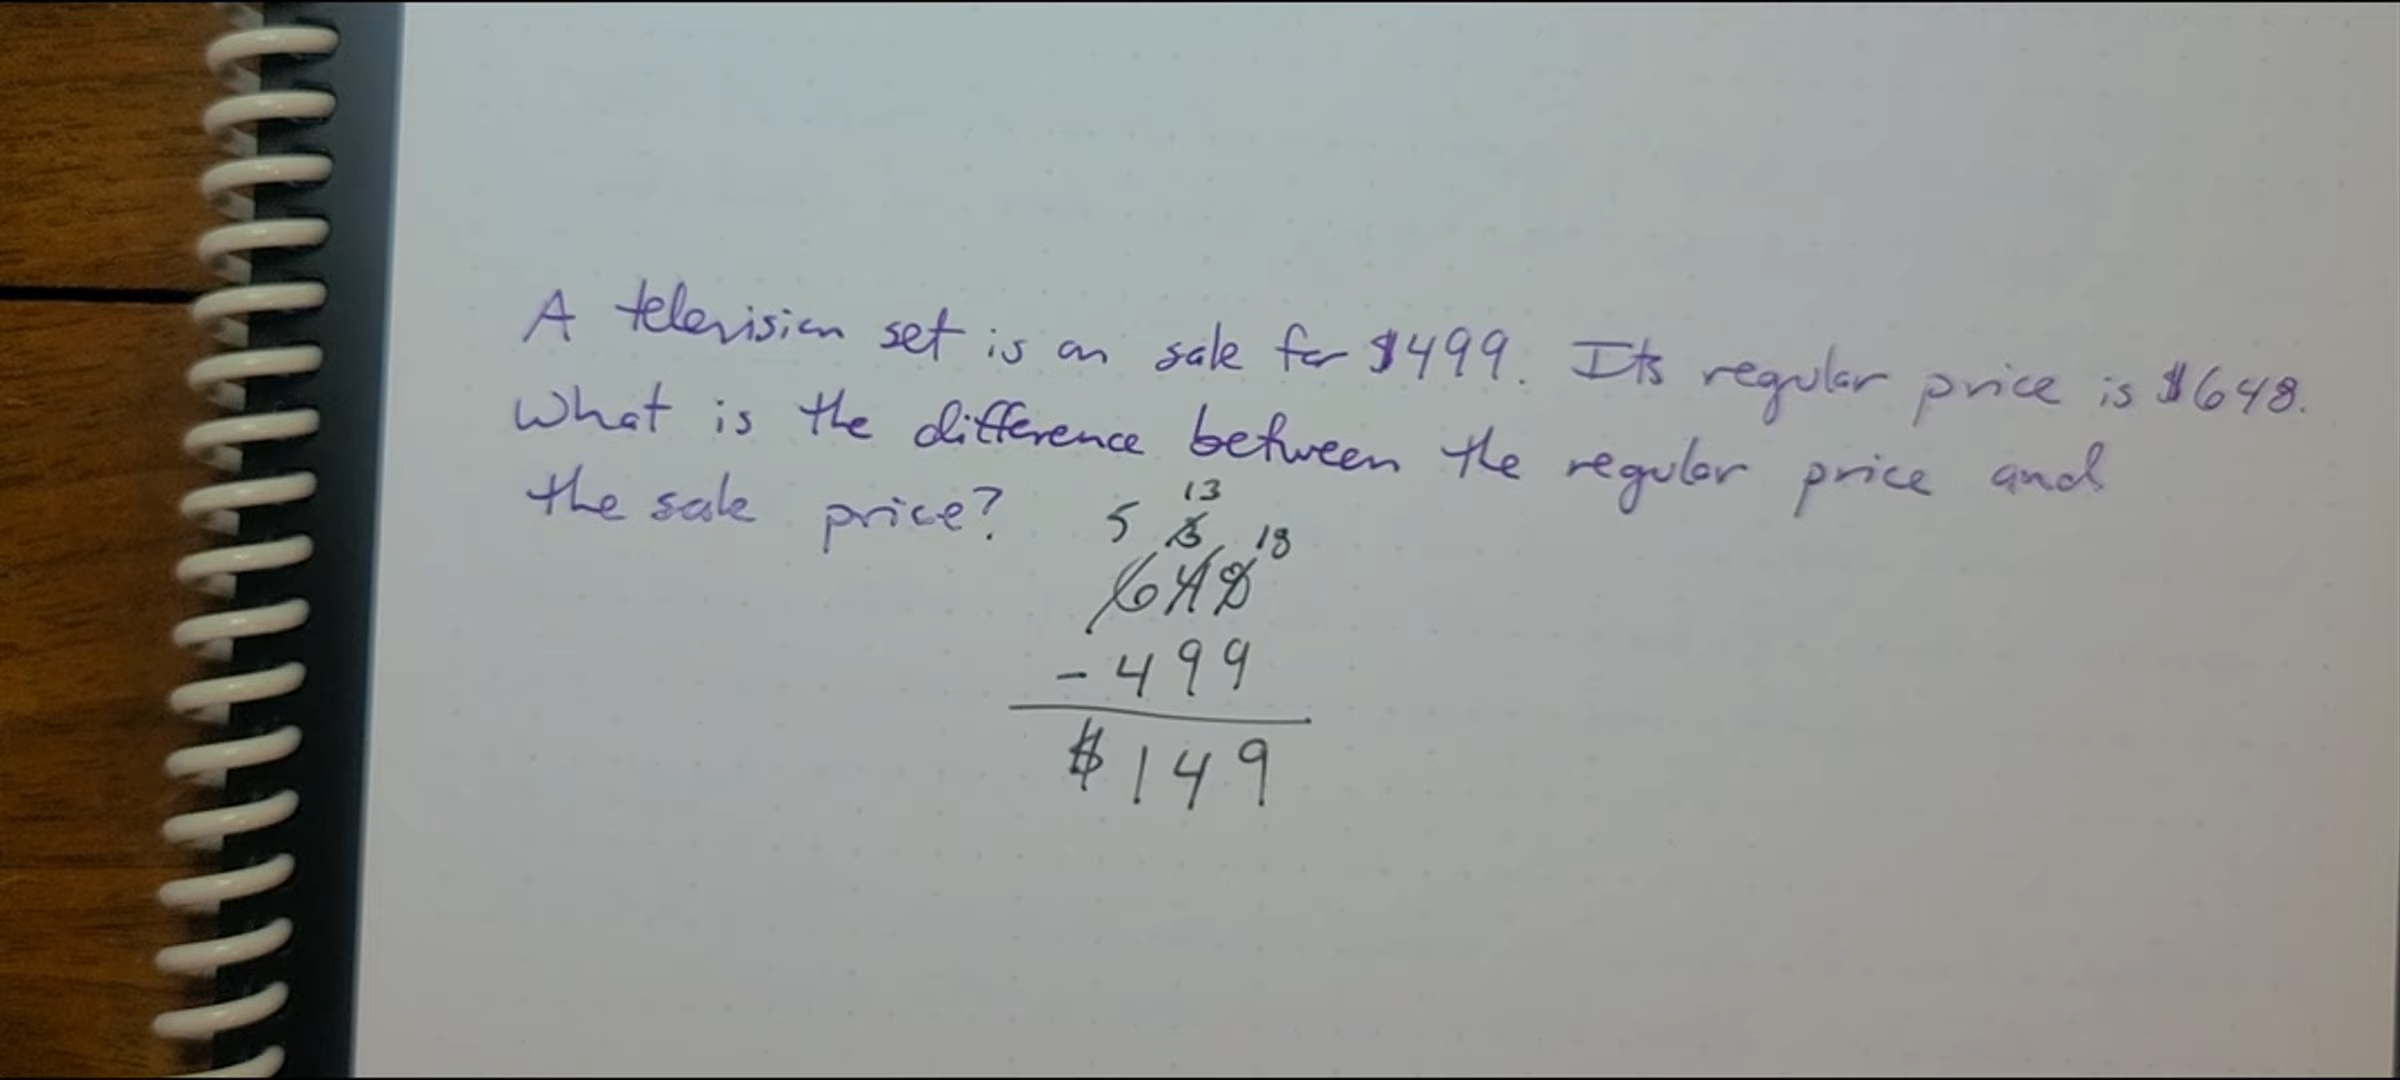 A television set is on sale for $499. Its regular price is $648.
What is the difference between the regular price and
the sale price?
13
5 3 18
648
- 499
$149